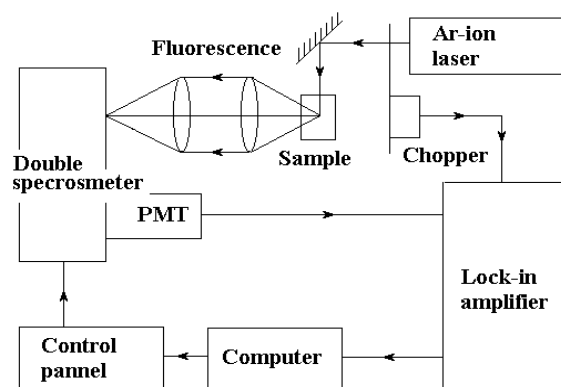 Ar-ion
laser
Fluorescence
Sample
Chopper
Double
specrosmeter
PMT
Lock-in
amplifier
Control
pannel
Computer